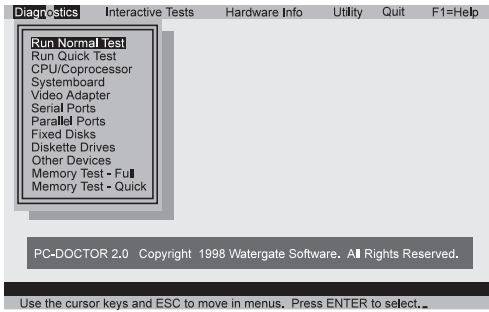 Diagnostics Interactive Tests Hardware Info Utility Quit F1=Help
Run Normal Test
Run Quick Test
CPU/Coprocessor
Systemboard
Video Adapter
Serial Ports
Parallel Ports
Fixed Disks
Diskette Drives
Other Devices
Memory Test - Full
Memory Test - Quick
PC-DOCTOR 2.0 Copyright 1998 Watergate Software. All Rights Reserved.
Use the cursor keys and ESC to move in menus. Press ENTER to select._